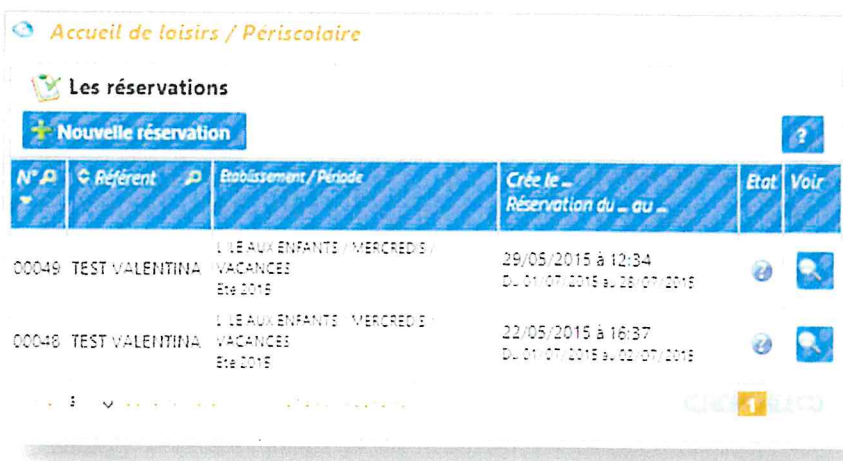 Accueil de loisirs / Périscolaire
Les réservations
Nouvelle réservation
?
N° Référent Etablissement / Période Crée le ... Etat Voir
Réservation du ... au ...
L'ILE AUX ENFANTS / MERCREDIS /
00049 TEST VALENTINA VACANCES 29/05/2015 à 12:34
Eté 2015 Du 01/07/2015 au 28/07/2015
L'ILE AUX ENFANTS / MERCREDIS /
00048 TEST VALENTINA VACANCES 22/05/2015 à 16:37
Eté 2015 Du 01/07/2015 au 02/07/2015
1